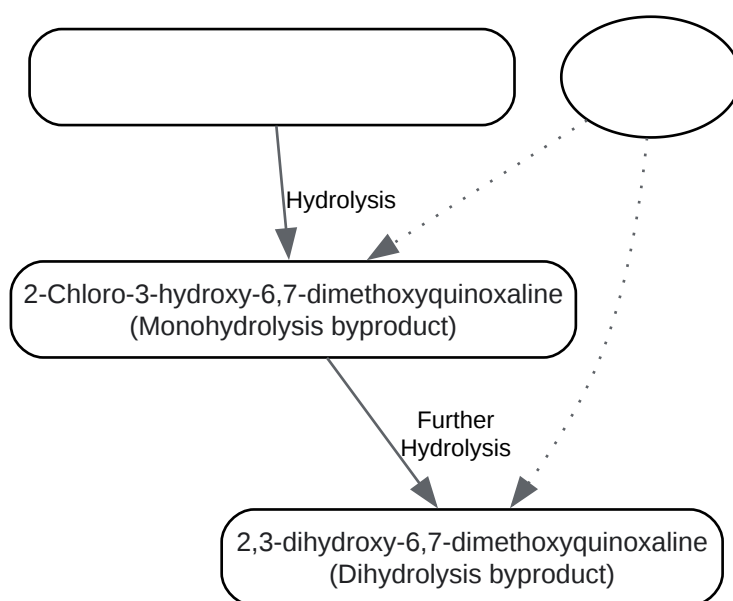 Hydrolysis
2-Chloro-3-hydroxy-6,7-dimethoxyquinoxaline
(Monohydrolysis byproduct)
Further
Hydrolysis
2,3-dihydroxy-6,7-dimethoxyquinoxaline
(Dihydrolysis byproduct)